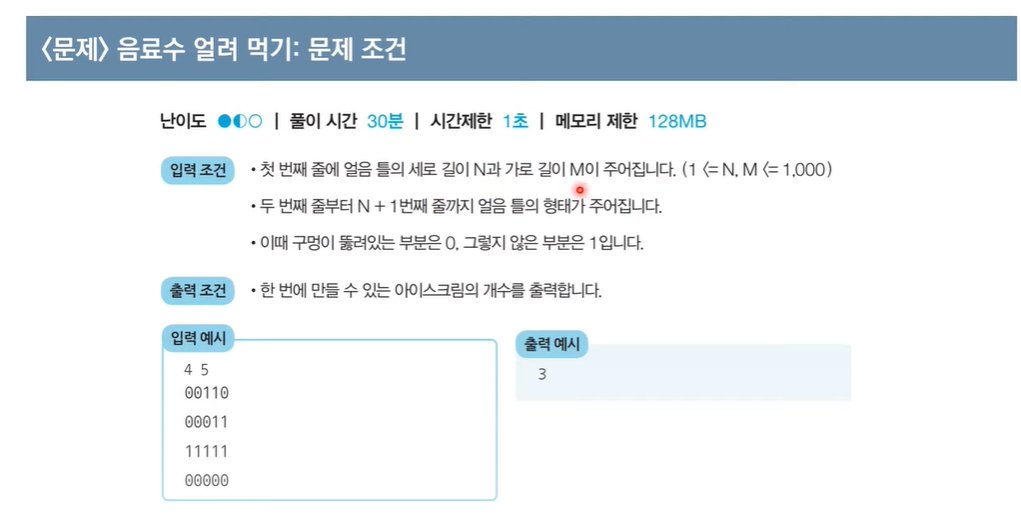 <문제> 음료수 얼려 먹기: 문제 조건
난이도 ●◐○ | 풀이 시간 30분 | 시간제한 1초 | 메모리 제한 128MB
입력 조건 • 첫 번째 줄에 얼음 틀의 세로 길이 N과 가로 길이 M이 주어집니다. (1 <= N, M <= 1,000)
• 두 번째 줄부터 N + 1번째 줄까지 얼음 틀의 형태가 주어집니다.
• 이때 구멍이 뚫려있는 부분은 0, 그렇지 않은 부분은 1입니다.
출력 조건 • 한 번에 만들 수 있는 아이스크림의 개수를 출력합니다.
입력 예시
4 5
00110
00011
11111
00000
출력 예시
3